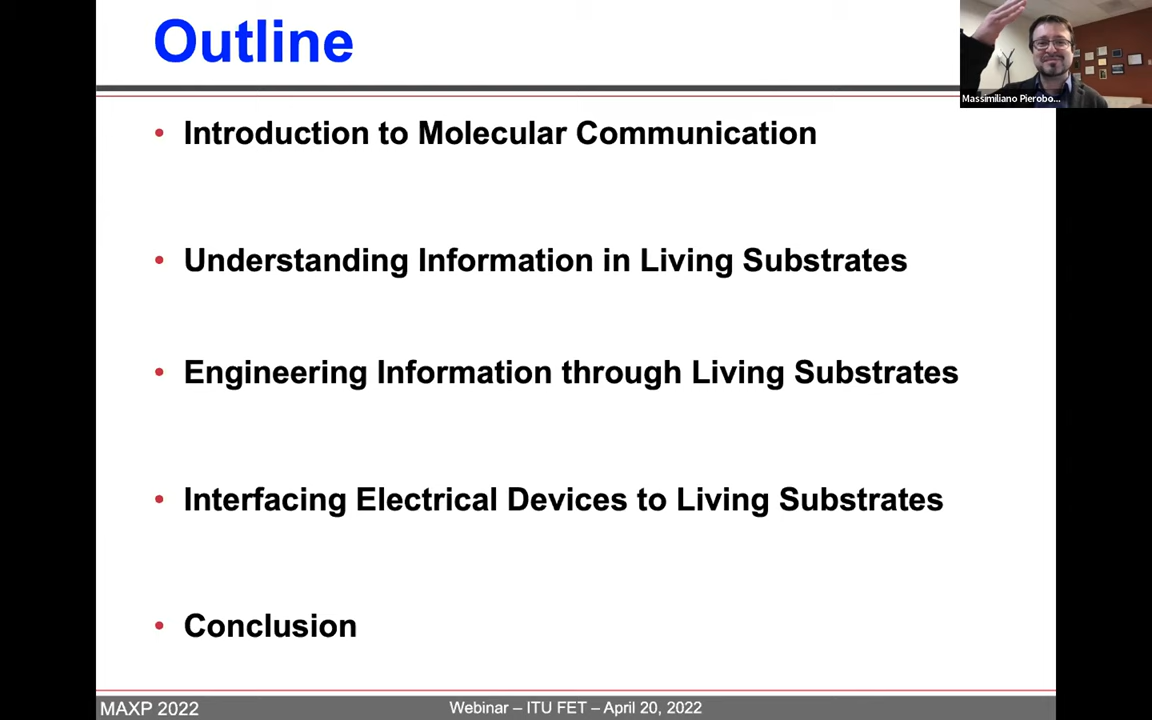 Outline
Massimiliano Pierobo...
• Introduction to Molecular Communication
• Understanding Information in Living Substrates
• Engineering Information through Living Substrates
• Interfacing Electrical Devices to Living Substrates
• Conclusion
MAXP 2022
Webinar – ITU FET – April 20, 2022